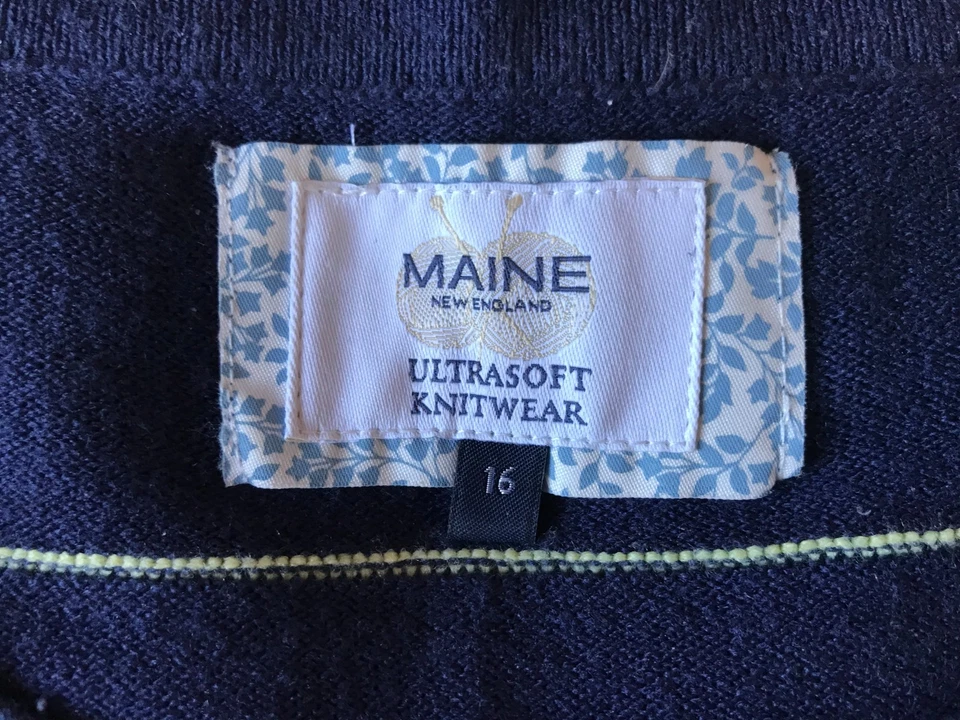 MAINE
NEW ENGLAND
ULTRASOFT
KNITWEAR
16